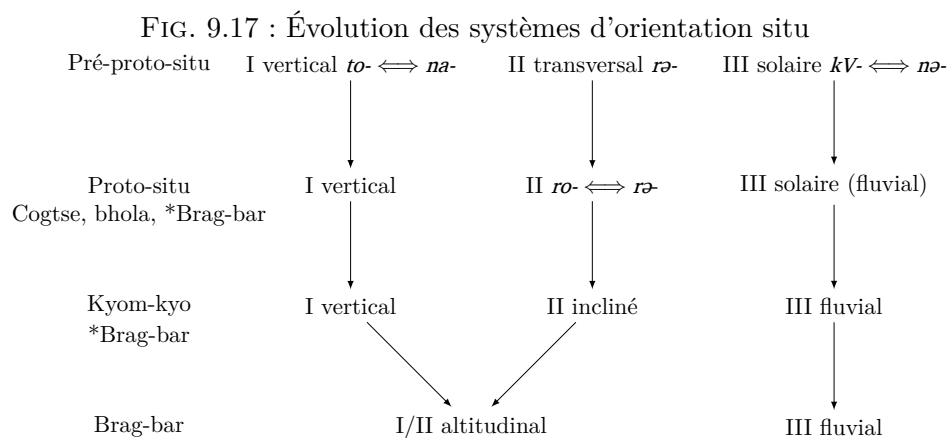 FIG. 9.17 : Évolution des systèmes d'orientation situ
Pré-proto-situ I vertical to- ⟺ na- II transversal rə- III solaire kV- ⟺ nə-
Proto-situ I vertical II ro- ⟺ rə- III solaire (fluvial)
Cogtse, bhola, *Brag-bar
Kyom-kyo I vertical II incliné III fluvial
*Brag-bar
Brag-bar I/II altitudinal III fluvial